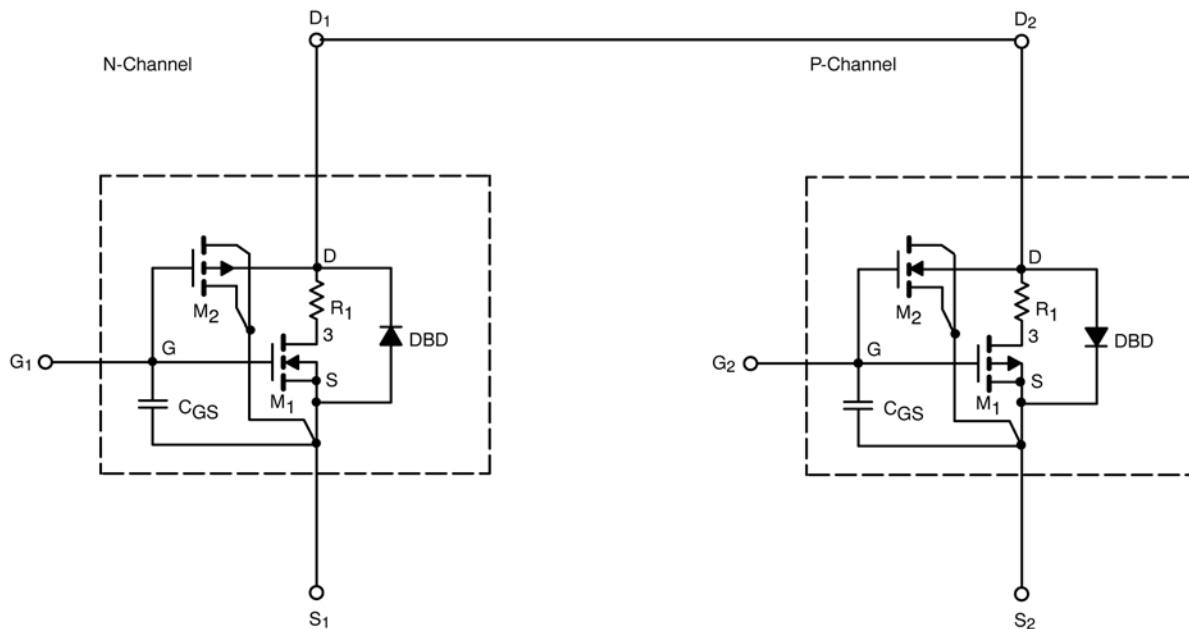 D1 D2
N-Channel P-Channel
D D
M2 R1 M2 R1
3 DBD 3 DBD
G1 G G2 G
S S
M1 M1
CGS CGS
S1 S2